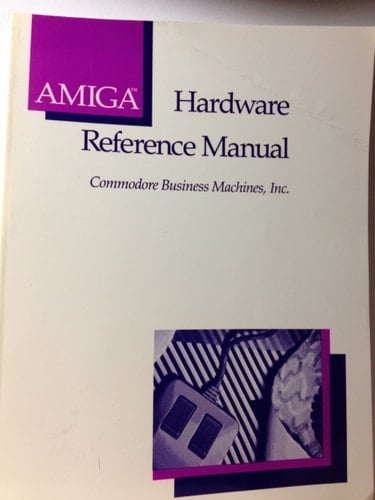 AMIGA™ Hardware
Reference Manual
Commodore Business Machines, Inc.